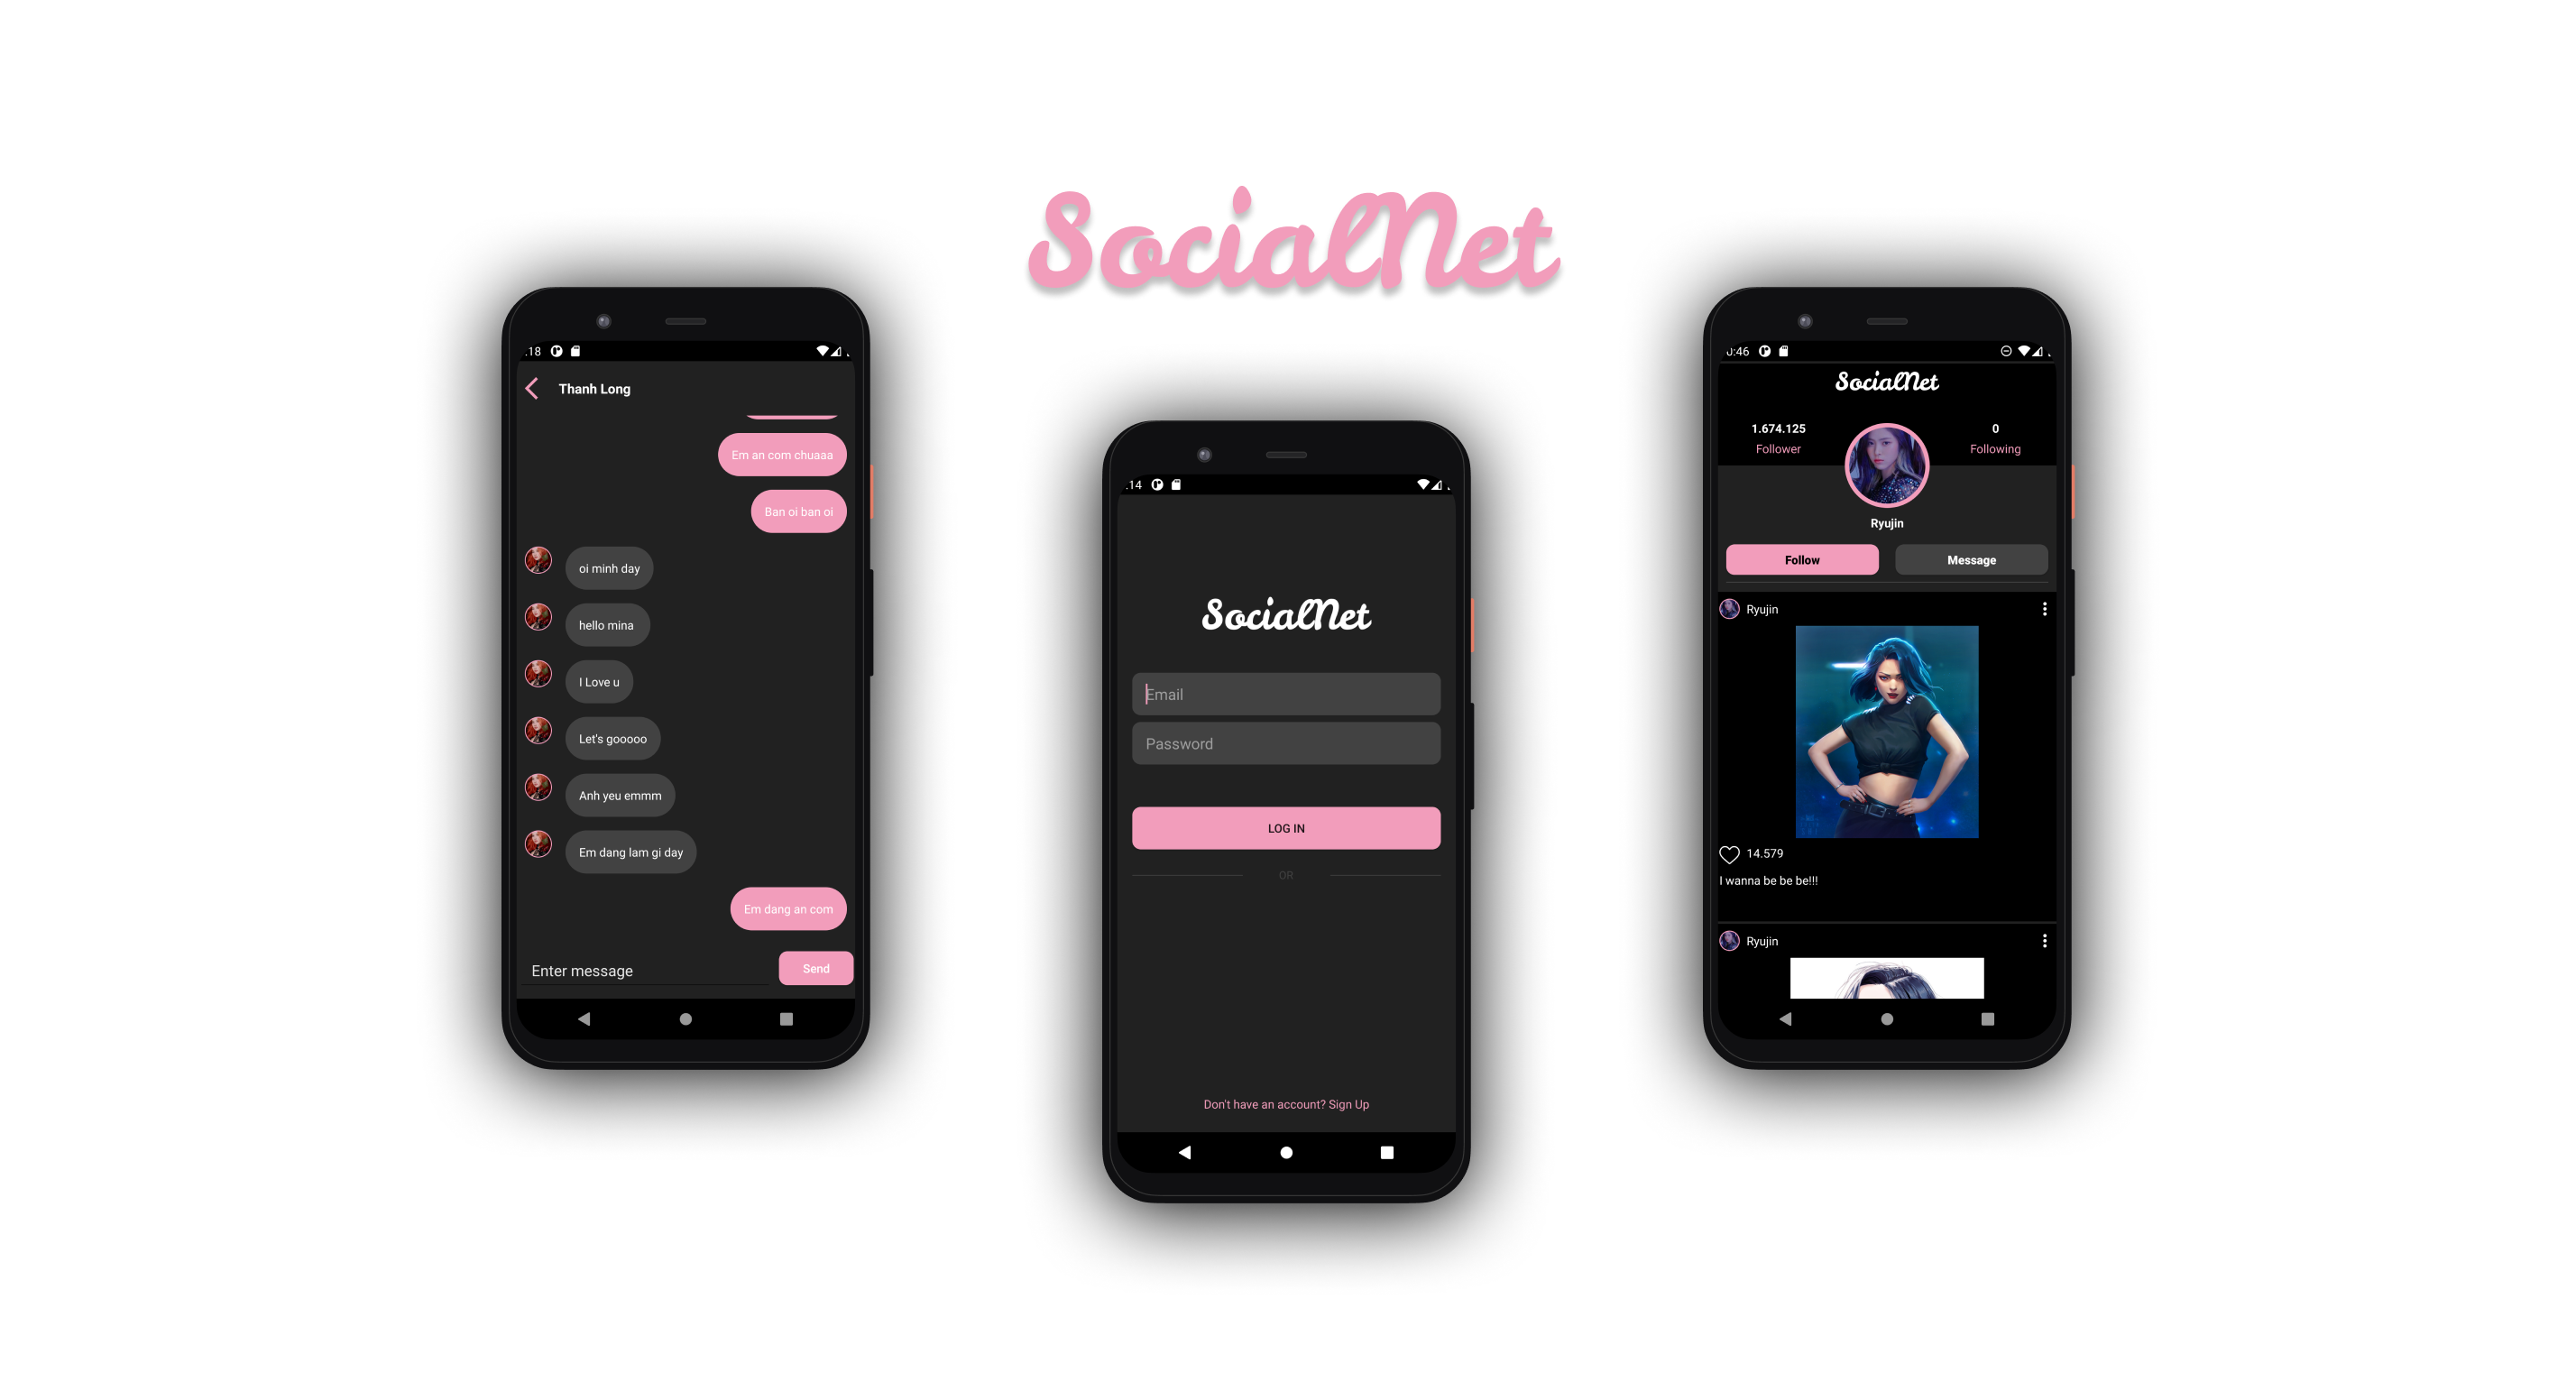 SocialNet
:18
Thanh Long
Em an com chuaaa
Ban oi ban oi
oi minh day
hello mina
I Love u
Let's gooooo
Anh yeu emmm
Em dang lam gi day
Em dang an com
Enter message
Send
:14
SocialNet
Email
Password
LOG IN
OR
Don't have an account? Sign Up
0:46
SocialNet
1.674.125
0
Follower
Following
Ryujin
Follow
Message
Ryujin
14.579
I wanna be be be!!!
Ryujin